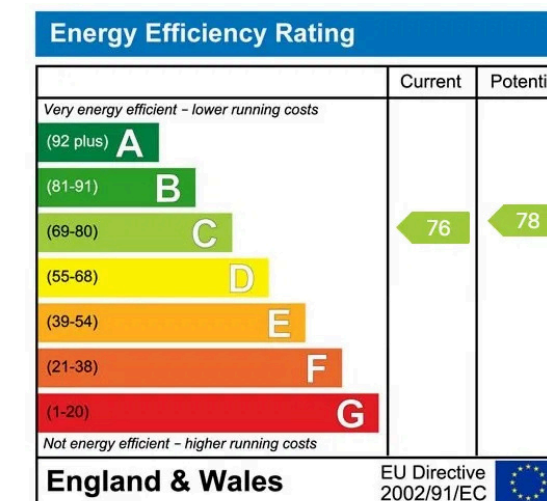 Energy Efficiency Rating
Current Potenti
Very energy efficient – lower running costs
(92 plus) A
(81-91) B
(69-80) C 76 78
(55-68) D
(39-54) E
(21-38) F
(1-20) G
Not energy efficient – higher running costs
England & Wales
EU Directive
2002/91/EC